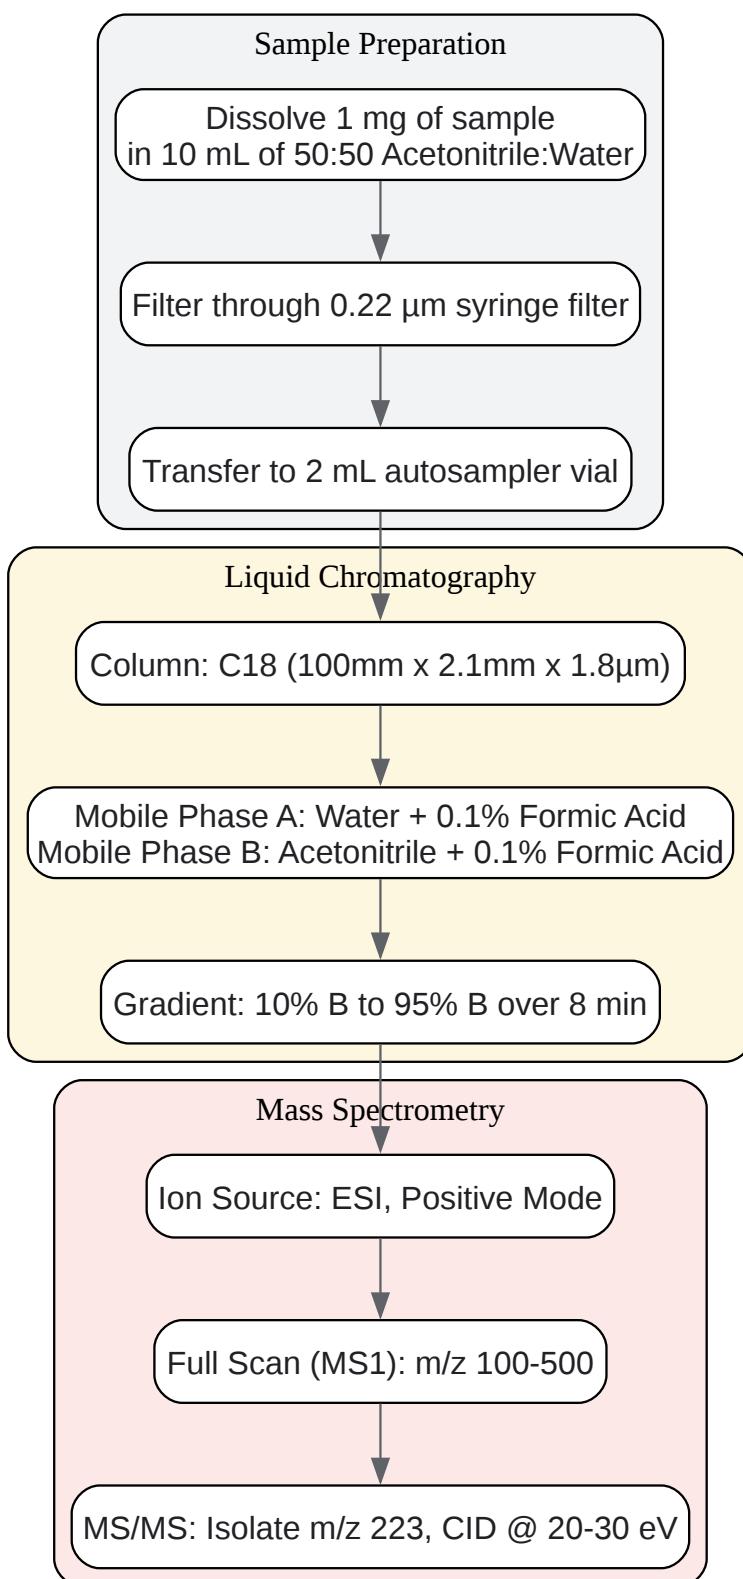 Sample Preparation
Dissolve 1 mg of sample
in 10 mL of 50:50 Acetonitrile:Water
Filter through 0.22 µm syringe filter
Transfer to 2 mL autosampler vial
Liquid Chromatography
Column: C18 (100mm x 2.1mm x 1.8µm)
Mobile Phase A: Water + 0.1% Formic Acid
Mobile Phase B: Acetonitrile + 0.1% Formic Acid
Gradient: 10% B to 95% B over 8 min
Mass Spectrometry
Ion Source: ESI, Positive Mode
Full Scan (MS1): m/z 100-500
MS/MS: Isolate m/z 223, CID @ 20-30 eV